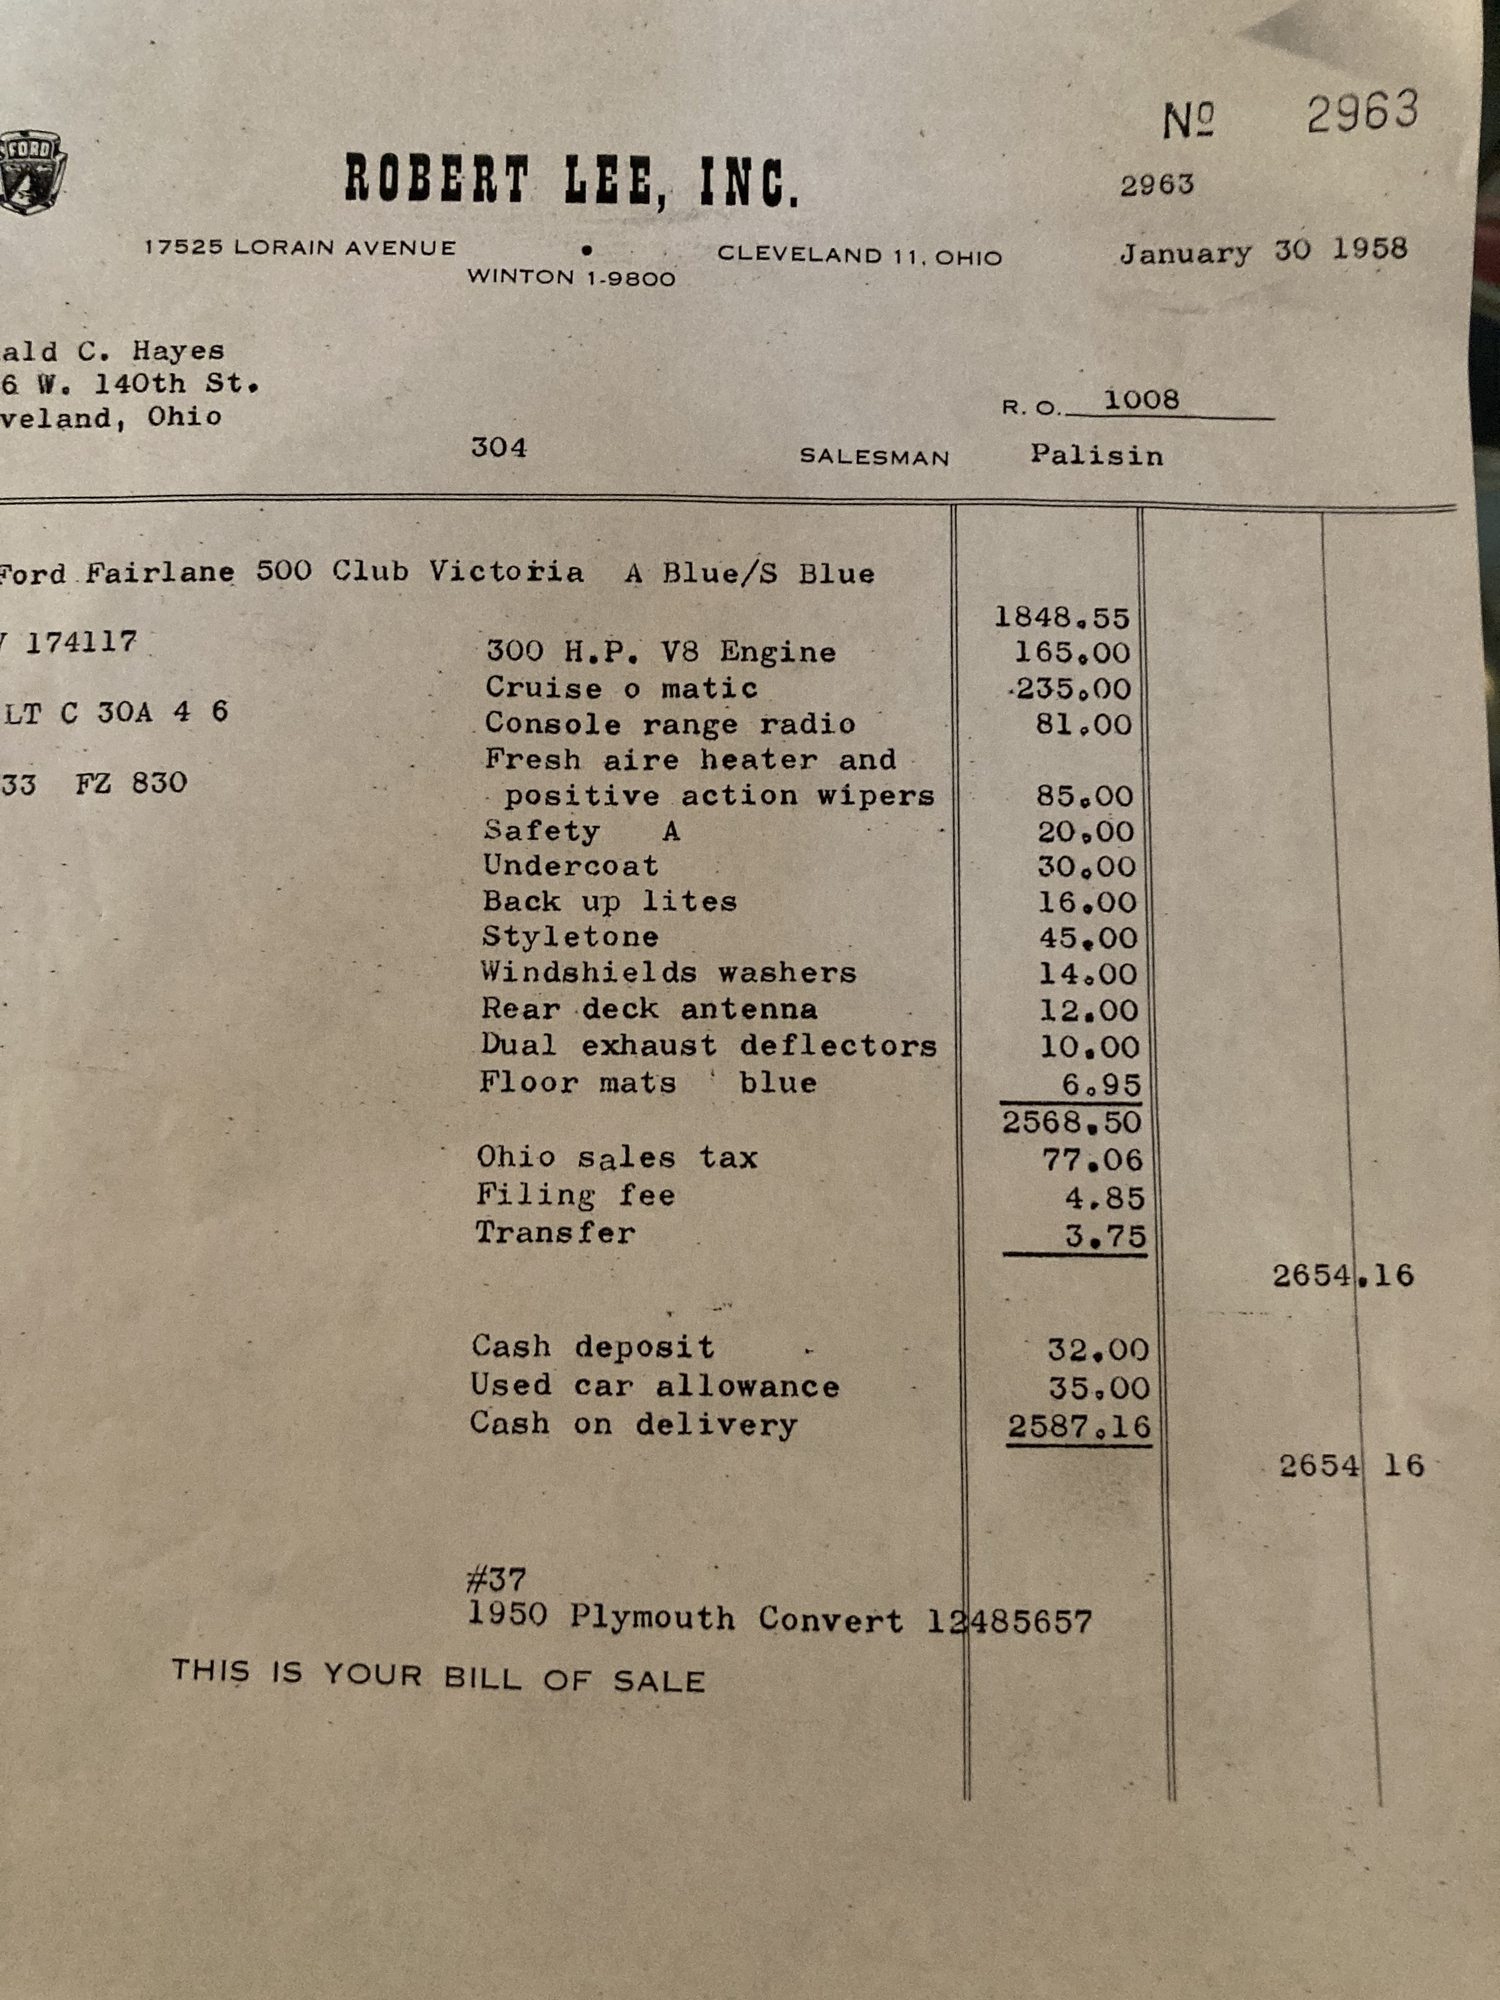 FORD
Nº 2963
ROBERT LEE, INC.
2963
17525 LORAIN AVENUE • CLEVELAND 11, OHIO
WINTON 1-9800
January 30 1958
ald C. Hayes
6 W. 140th St.
veland, Ohio
R. O. 1008
304 SALESMAN Palisin
Ford Fairlane 500 Club Victoria A Blue/S Blue
1848.55
174117 300 H.P. V8 Engine 165.00
Cruise o matic 235.00
LT C 30A 4 6 Console range radio 81.00
Fresh aire heater and
33 FZ 830 positive action wipers 85.00
Safety A 20.00
Undercoat 30.00
Back up lites 16.00
Styletone 45.00
Windshields washers 14.00
Rear deck antenna 12.00
Dual exhaust deflectors 10.00
Floor mats blue 6.95
2568.50
Ohio sales tax 77.06
Filing fee 4.85
Transfer 3.75
2654.16
Cash deposit 32.00
Used car allowance 35.00
Cash on delivery 2587.16
2654 16
#37
1950 Plymouth Convert 12485657
THIS IS YOUR BILL OF SALE